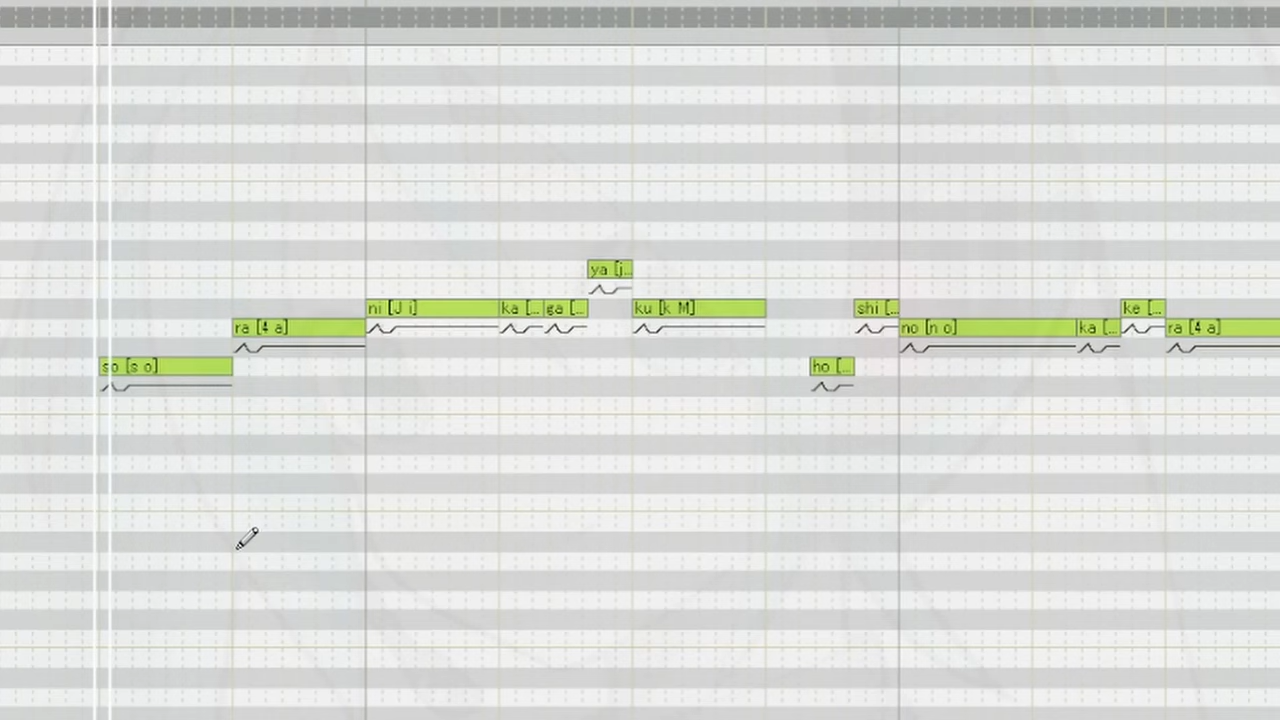 so [s o]
ra [4 a]
ni [J i]
ka [...
ga [...
ya [j...
ku [k M]
ho [...
shi [...
no [n o]
ka [...
ke [...
ra [4 a]